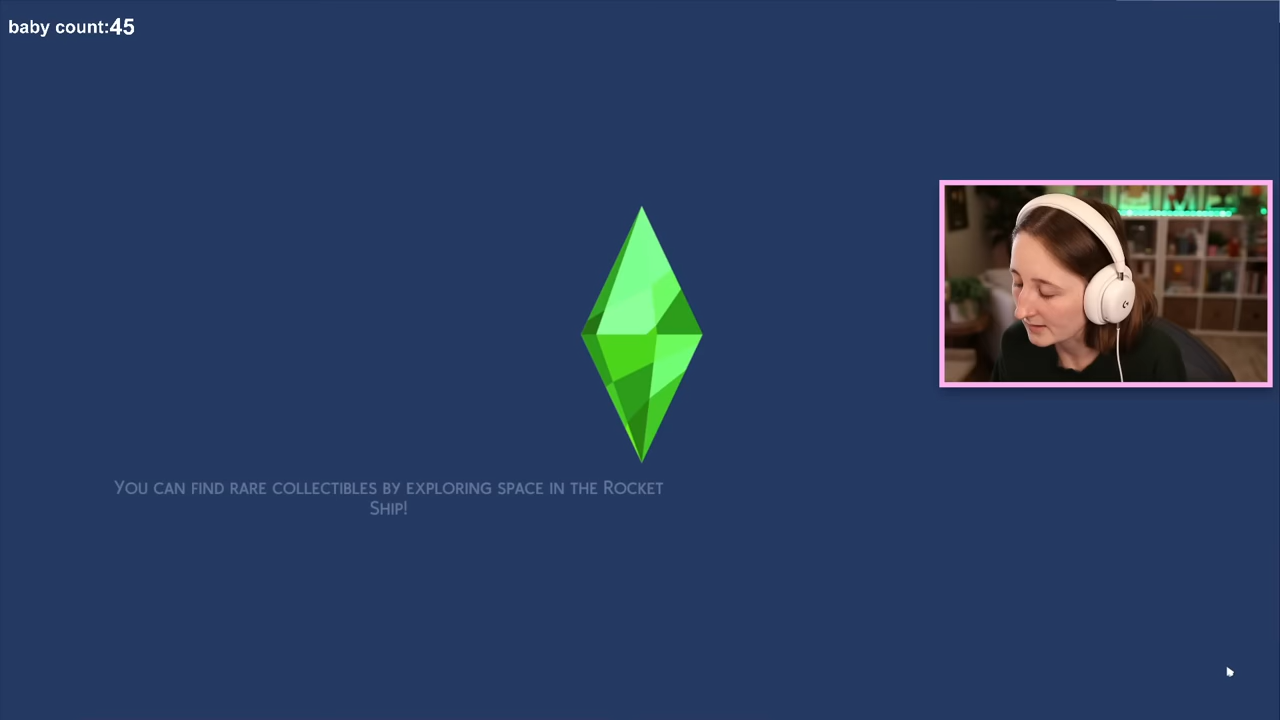 baby count:45
You can find rare collectibles by exploring space in the Rocket
Ship!